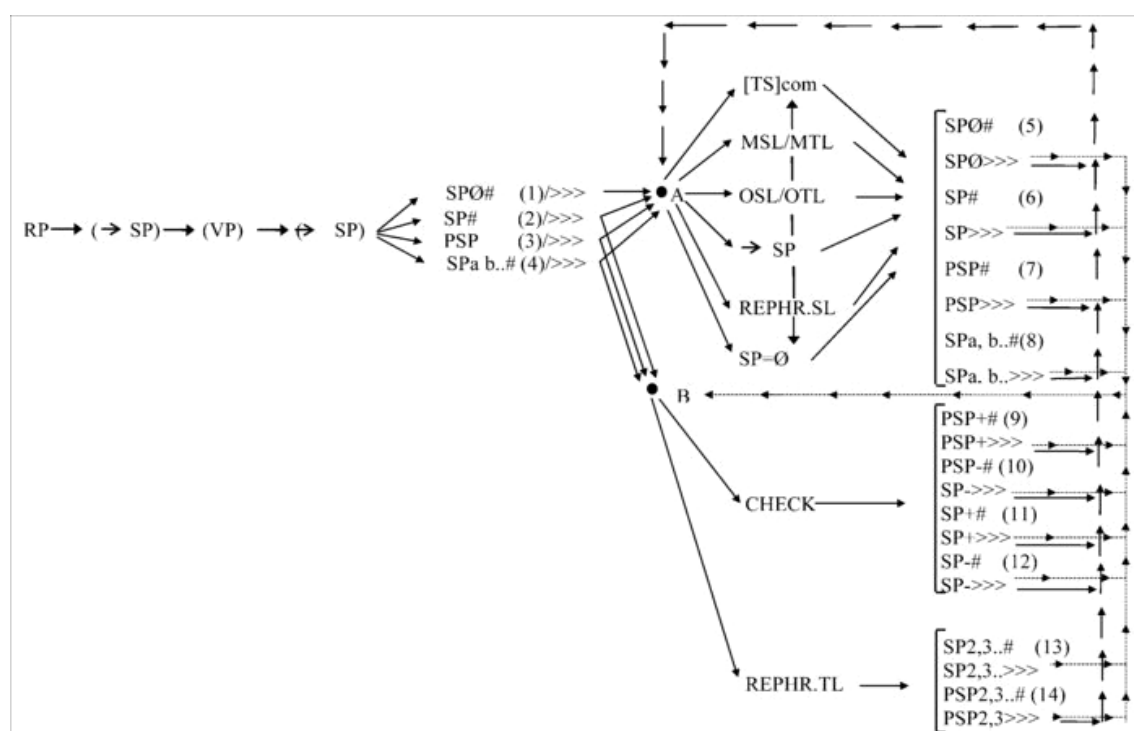 RP ( → SP) (VP) ( → SP)
SPØ# (1)/>>>
SP# (2)/>>>
PSP (3)/>>>
SPa b..# (4)/>>>
A
[TS]com
MSL/MTL
OSL/OTL
→ SP
REPHR.SL
SP=Ø
B
CHECK
REPHR.TL
SPØ# (5)
SPØ>>>
SP# (6)
SP>>>
PSP# (7)
PSP>>>
SPa, b..#(8)
SPa, b..>>>
PSP+# (9)
PSP+>>>
PSP-# (10)
SP->>>
SP+# (11)
SP+>>>
SP-# (12)
SP->>>
SP2,3..# (13)
SP2,3..>>>
PSP2,3..# (14)
PSP2,3>>>